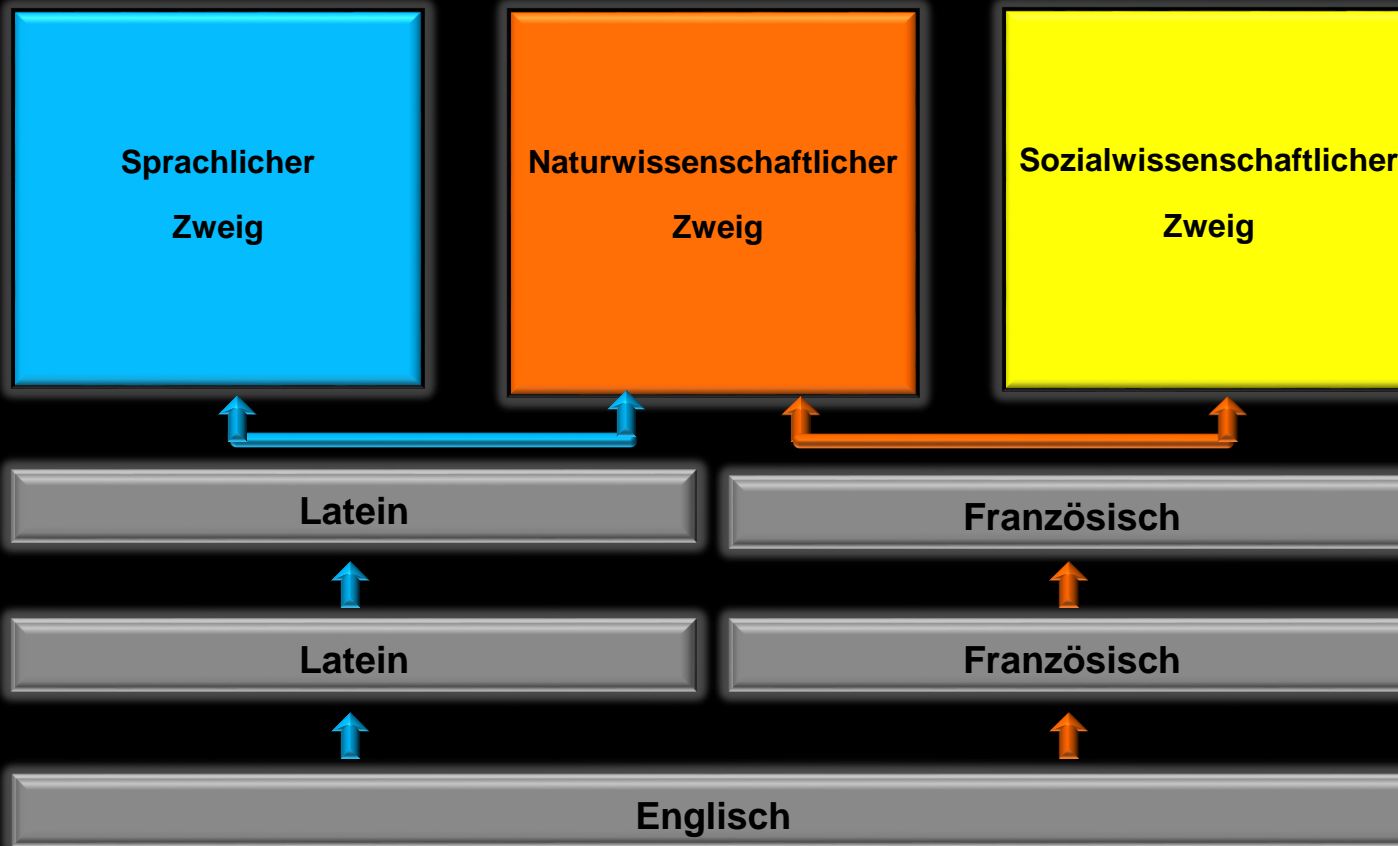 Sprachlicher
Zweig
Naturwissenschaftlicher
Zweig
Sozialwissenschaftlicher
Zweig
Latein
Französisch
Latein
Französisch
Englisch